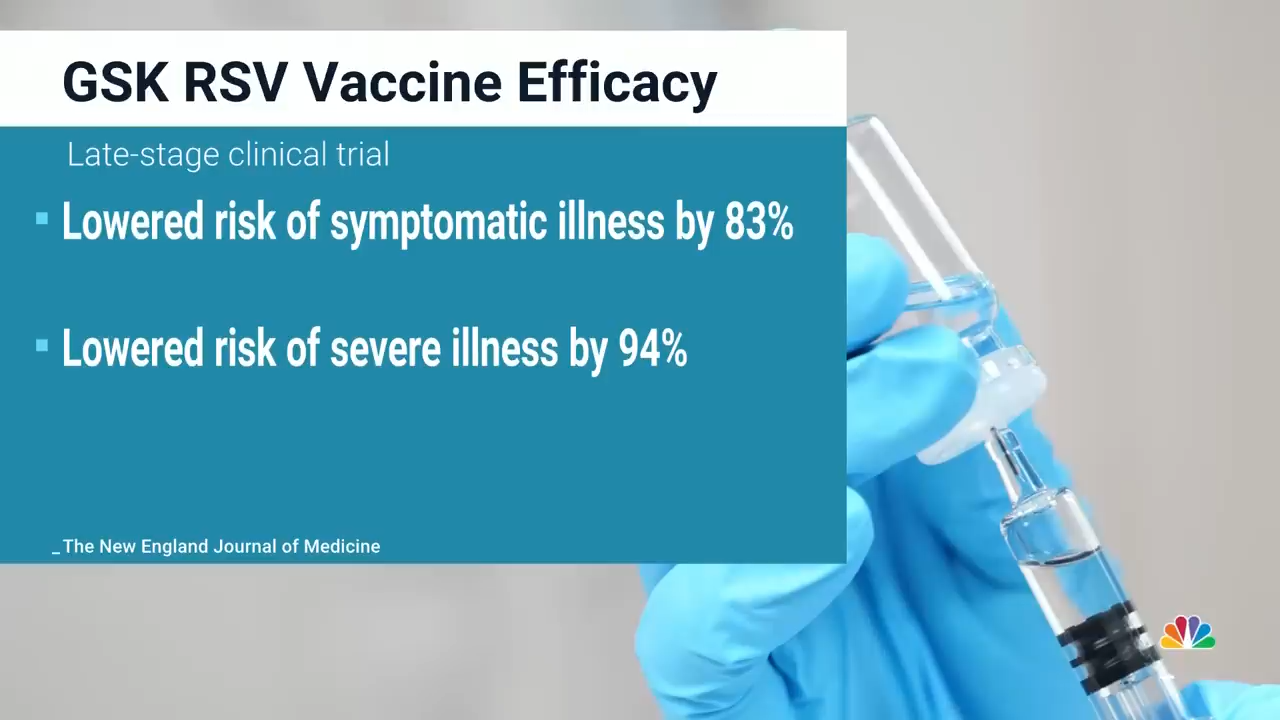 GSK RSV Vaccine Efficacy
Late-stage clinical trial
▪ Lowered risk of symptomatic illness by 83%
▪ Lowered risk of severe illness by 94%
_The New England Journal of Medicine